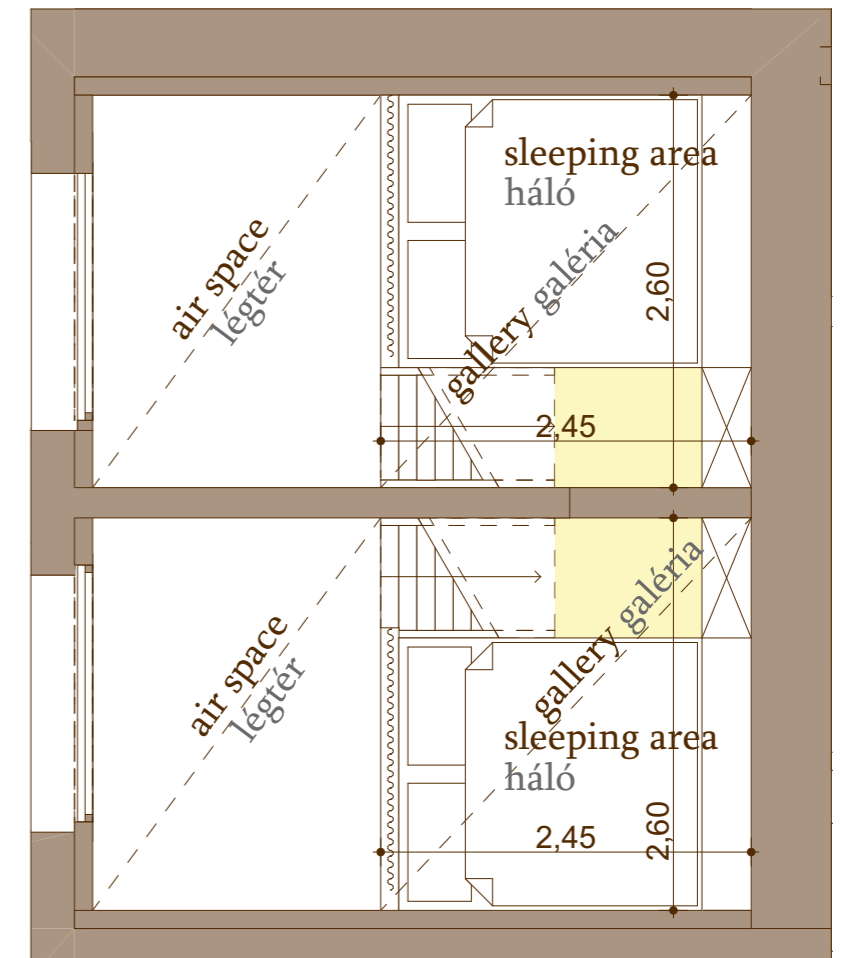 sleeping area
háló
air space
légtér
gallery galéria
2,60
2,45
gallery galéria
air space
légtér
sleeping area
háló
2,45
2,60